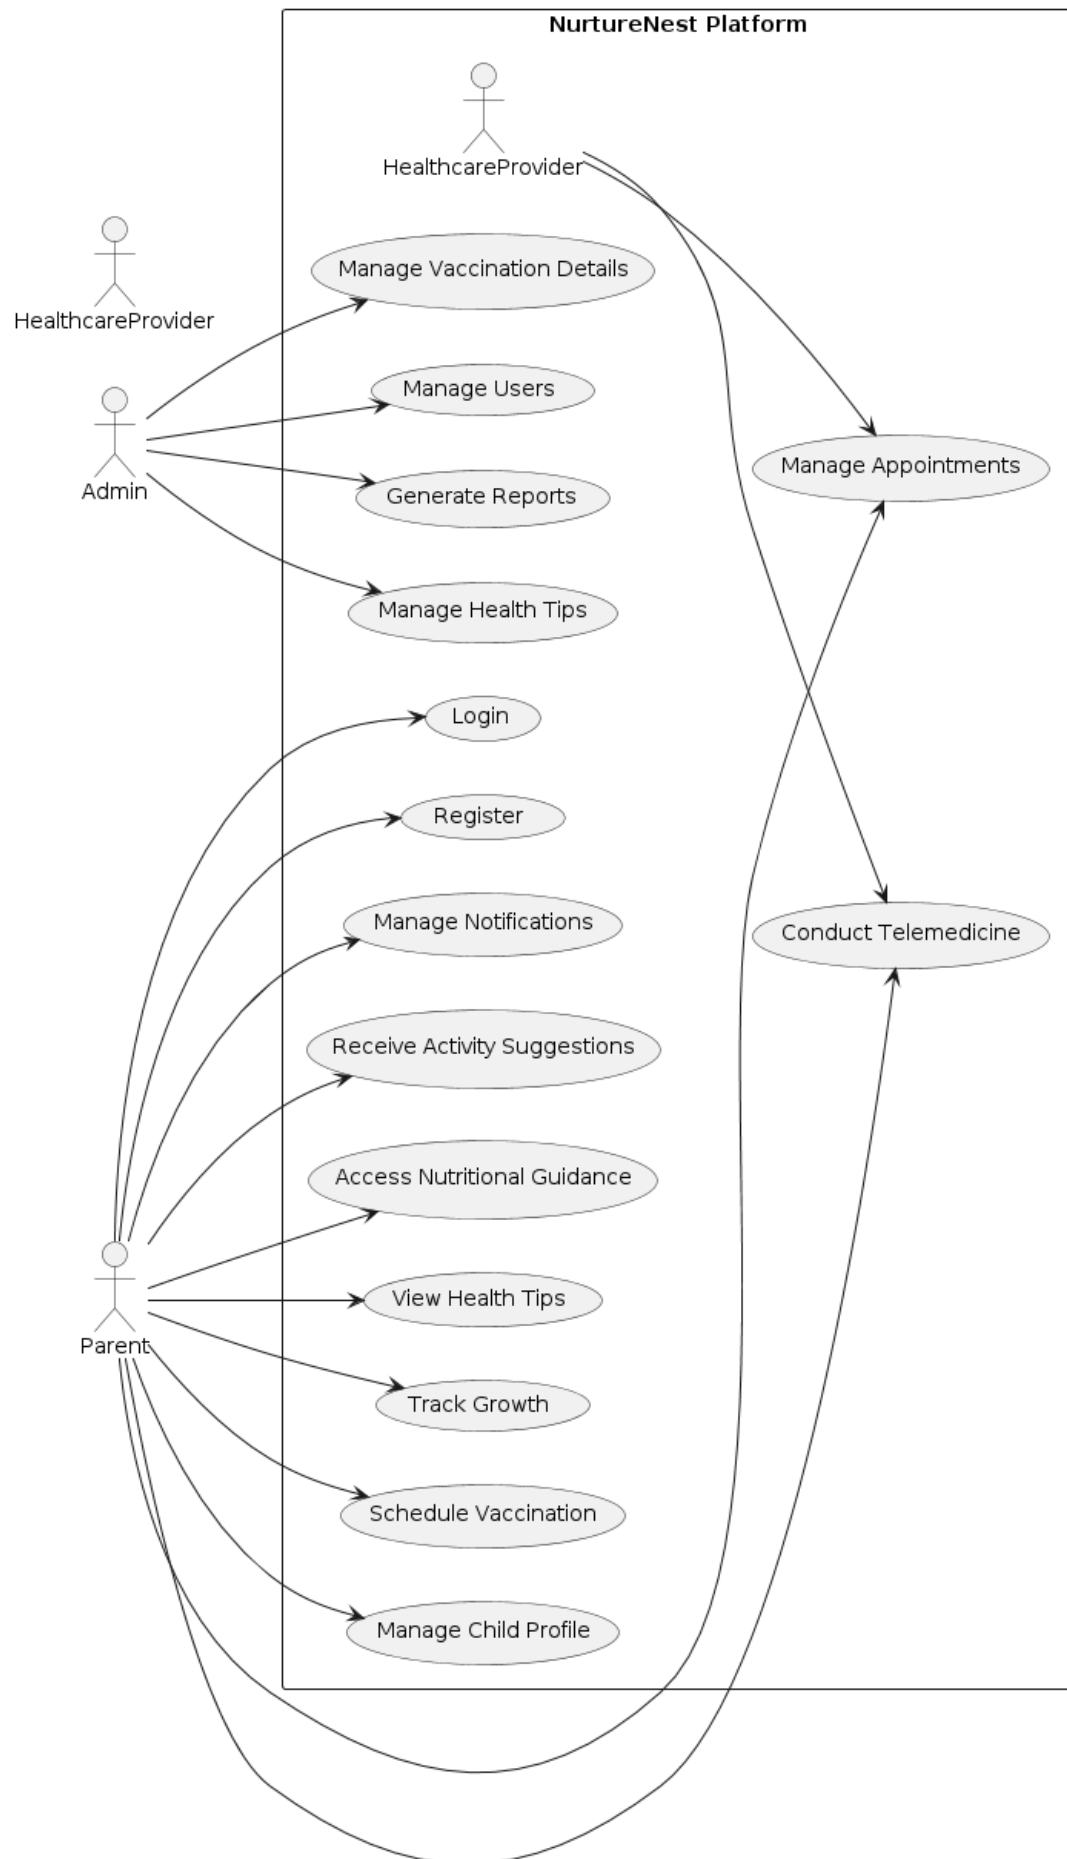 NurtureNest Platform
HealthcareProvider
HealthcareProvider
Manage Vaccination Details
Manage Users
Admin
Generate Reports
Manage Health Tips
Manage Appointments
Login
Register
Manage Notifications
Conduct Telemedicine
Receive Activity Suggestions
Access Nutritional Guidance
View Health Tips
Parent
Track Growth
Schedule Vaccination
Manage Child Profile